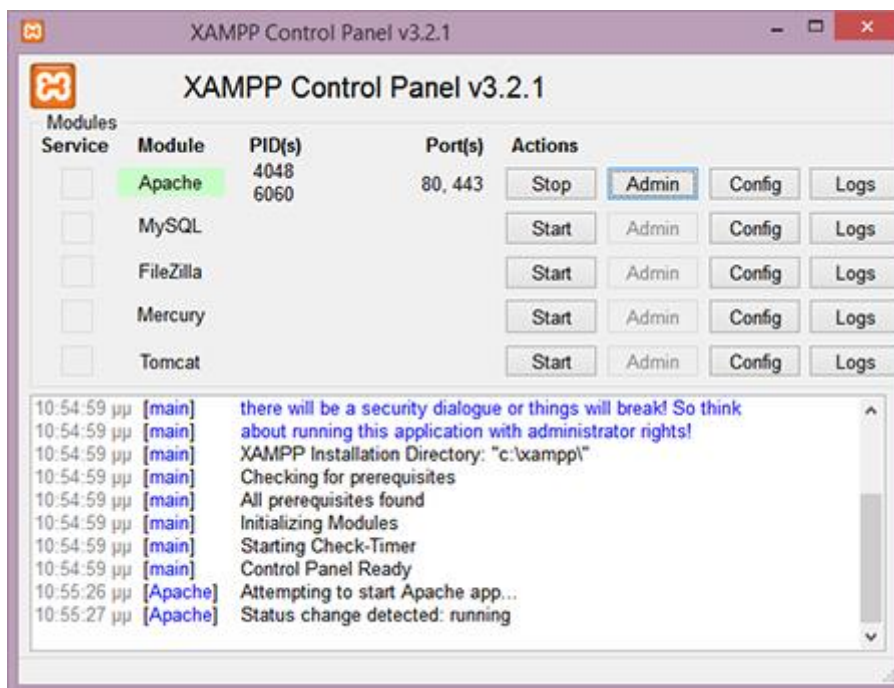 XAMPP Control Panel v3.2.1
XAMPP Control Panel v3.2.1
Modules
Service Module PID(s) Port(s) Actions
Apache 4048 6060 80, 443 Stop Admin Config Logs
MySQL Start Admin Config Logs
FileZilla Start Admin Config Logs
Mercury Start Admin Config Logs
Tomcat Start Admin Config Logs
10:54:59 μμ [main] there will be a security dialogue or things will break! So think
10:54:59 μμ [main] about running this application with administrator rights!
10:54:59 μμ [main] XAMPP Installation Directory: "c:\xampp\"
10:54:59 μμ [main] Checking for prerequisites
10:54:59 μμ [main] All prerequisites found
10:54:59 μμ [main] Initializing Modules
10:54:59 μμ [main] Starting Check-Timer
10:54:59 μμ [main] Control Panel Ready
10:55:26 μμ [Apache] Attempting to start Apache app...
10:55:27 μμ [Apache] Status change detected: running